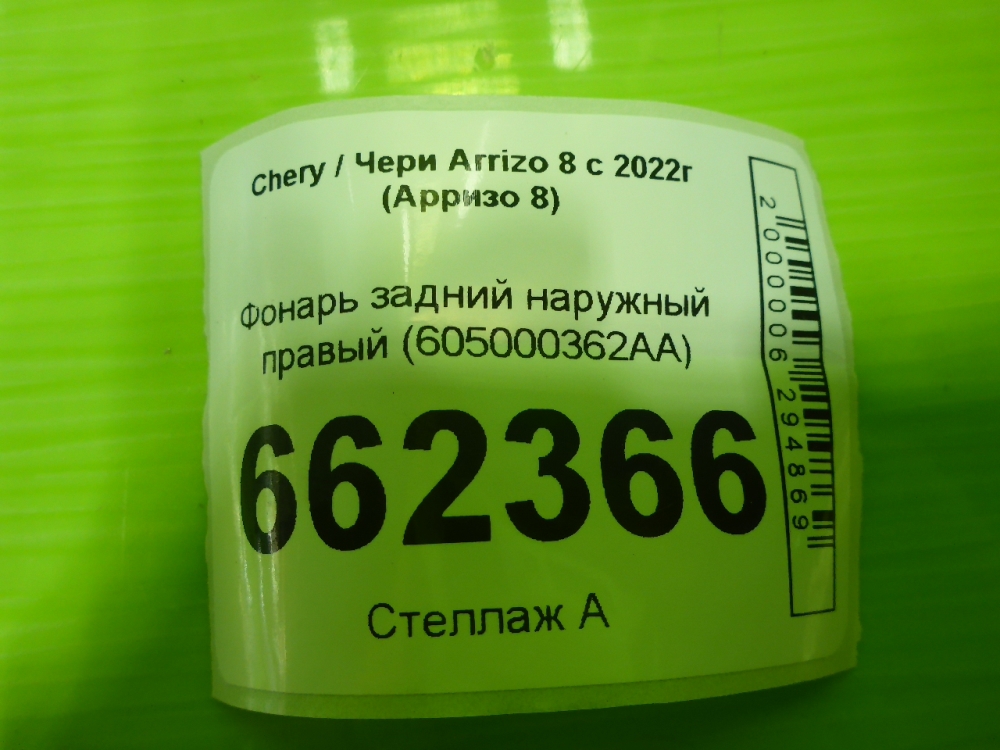 Chery / Чери Arrizo 8 с 2022г
(Арризо 8)
Фонарь задний наружный
правый (605000362AA)
662366
Стеллаж А
2000006294869